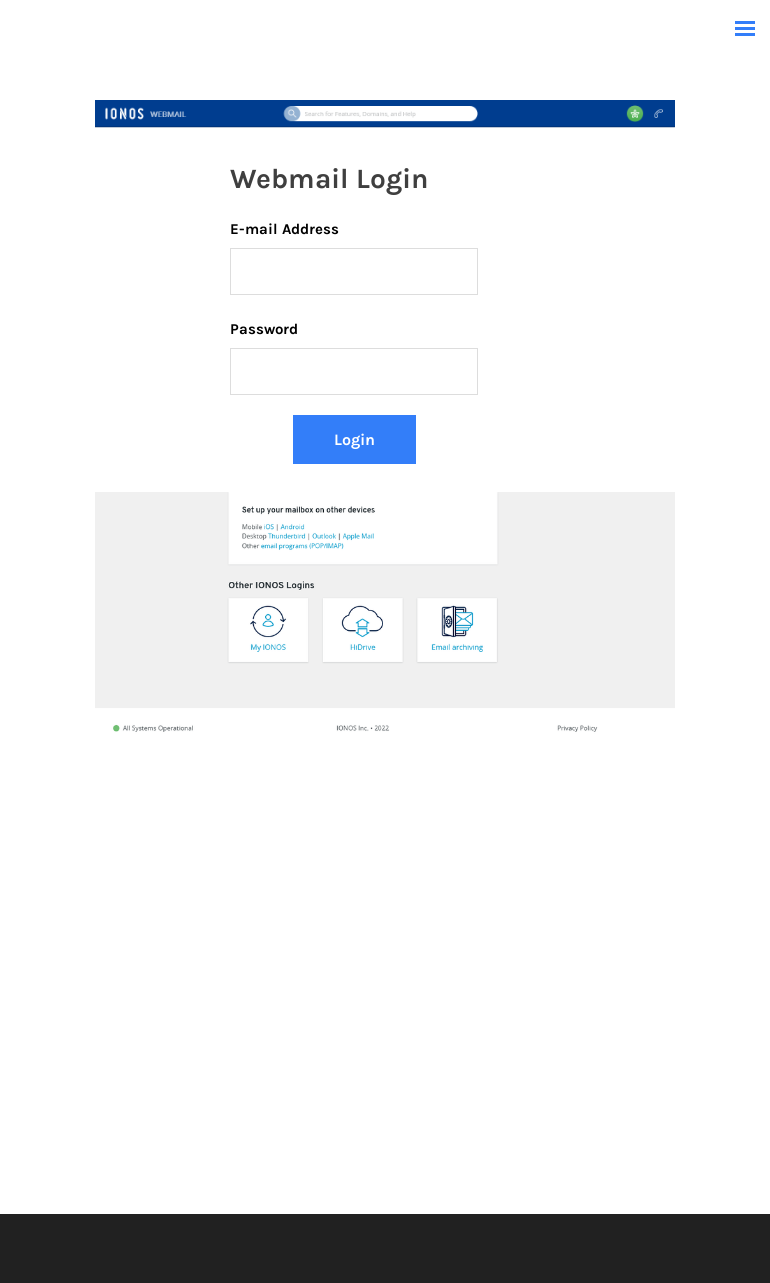 IONOS WEBMAIL
Search for Features, Domains, and Help
Webmail Login
E-mail Address
Password
Login
Set up your mailbox on other devices
Mobile iOS | Android
Desktop Thunderbird | Outlook | Apple Mail
Other email programs (POP/IMAP)
Other IONOS Logins
My IONOS
HiDrive
Email archiving
All Systems Operational
IONOS Inc. • 2022
Privacy Policy